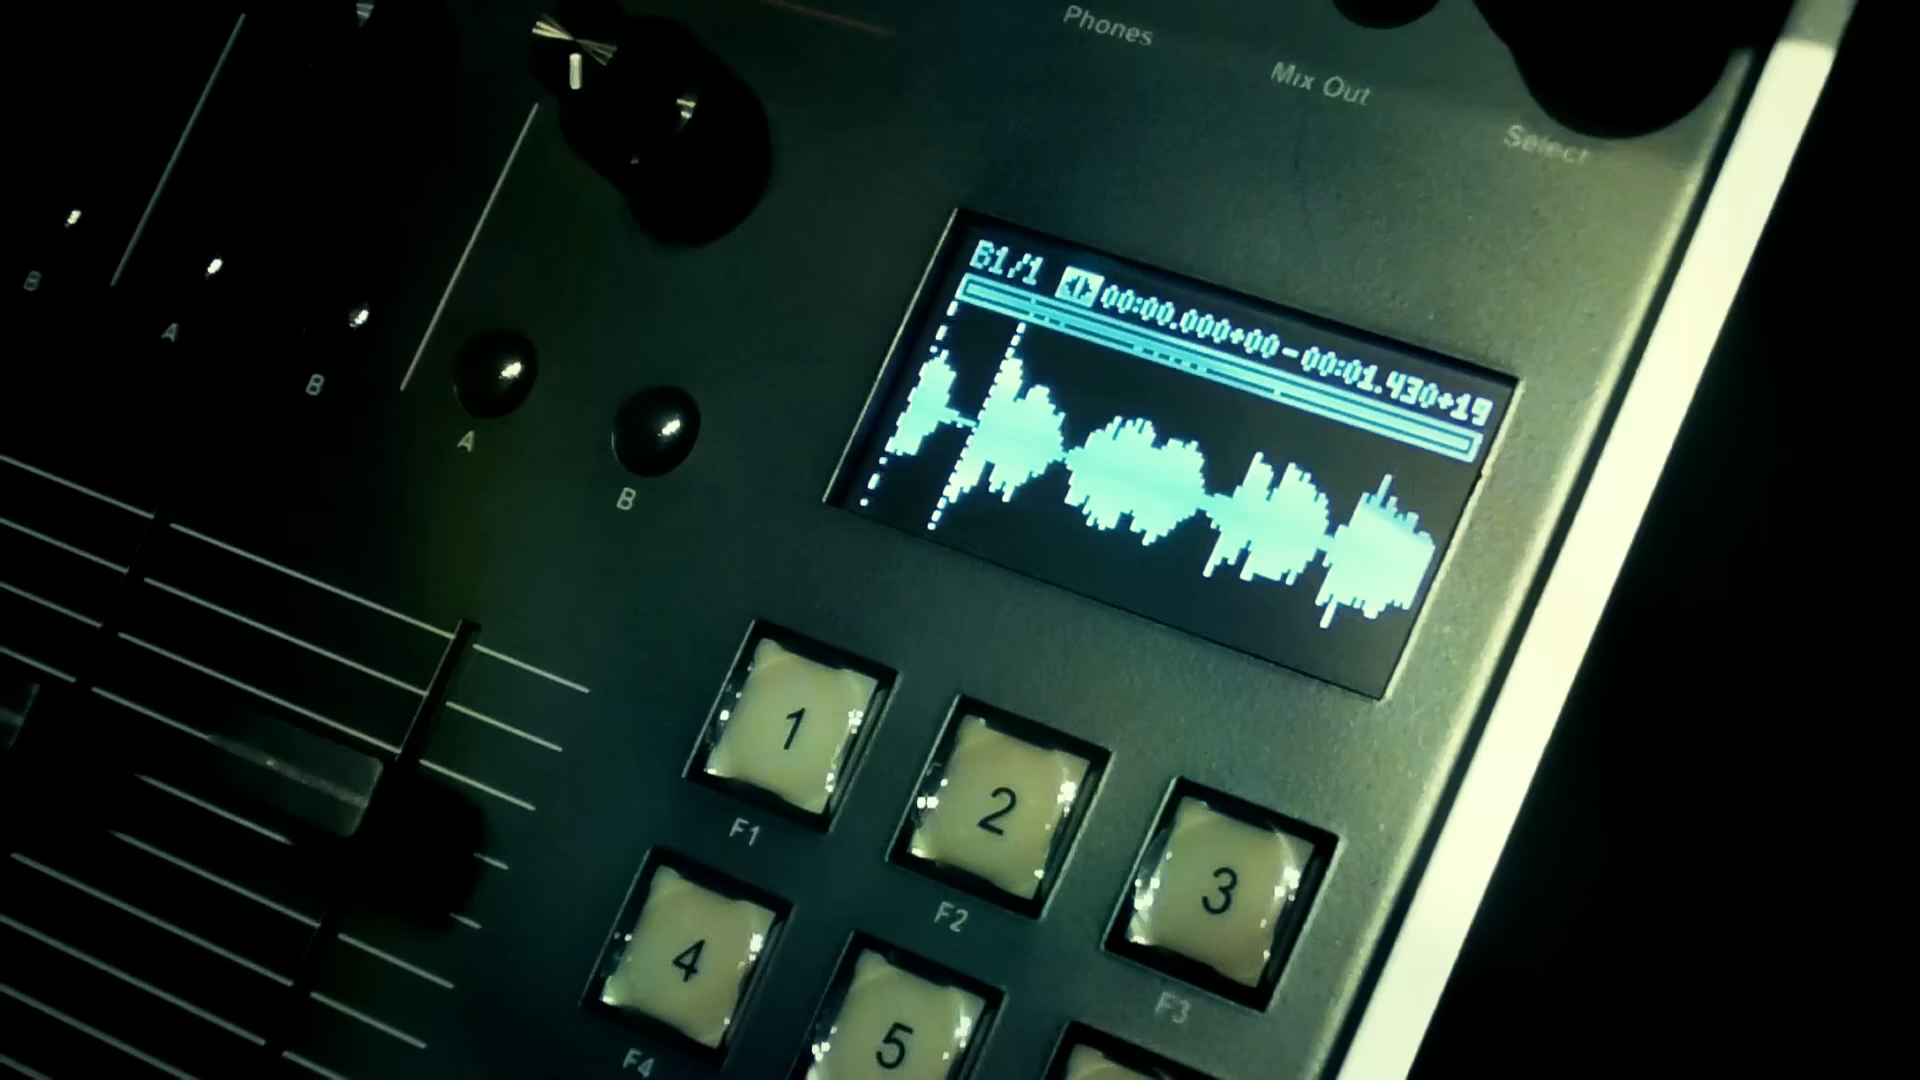 Phones
Mix Out
Select
B1/1 00:00.000+00-00:01.430+19
B
A
B
A
B
1
F1
2
F2
3
F3
4
F4
5